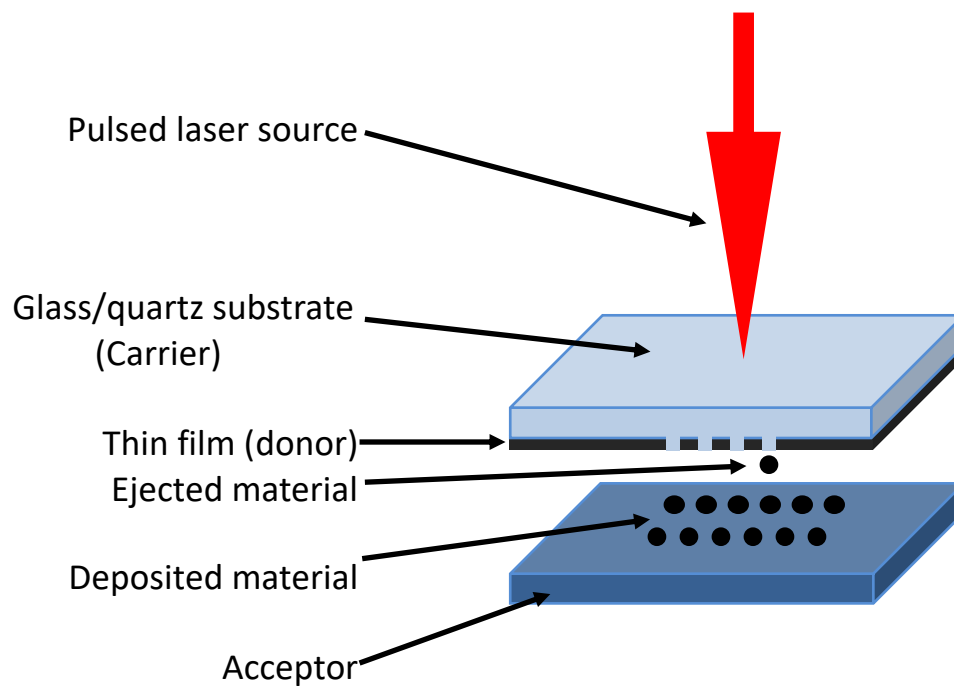 Pulsed laser source
Glass/quartz substrate
(Carrier)
Thin film (donor)
Ejected material
Deposited material
Acceptor